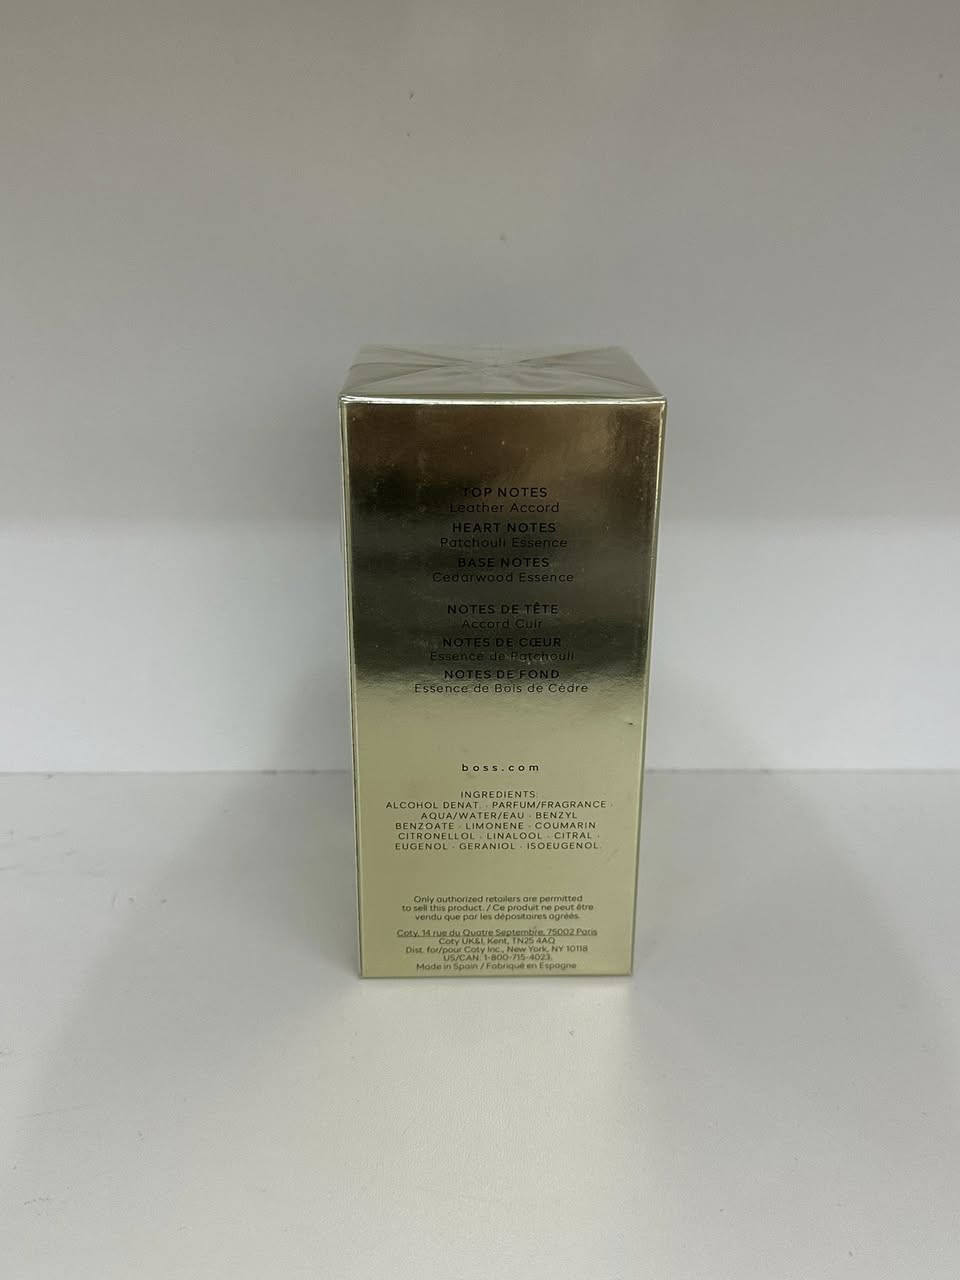 TOP NOTES
Leather Accord
HEART NOTES
Patchouli Essence
BASE NOTES
Cedarwood Essence
NOTES DE TÊTE
Accord Cuir
NOTES DE CŒUR
Essence de Patchouli
NOTES DE FOND
Essence de Bois de Cèdre
boss.com
INGREDIENTS:
ALCOHOL DENAT. · PARFUM/FRAGRANCE ·
AQUA/WATER/EAU · BENZYL
BENZOATE · LIMONENE · COUMARIN
CITRONELLOL · LINALOOL · CITRAL ·
EUGENOL · GERANIOL · ISOEUGENOL.
Only authorized retailers are permitted
to sell this product. / Ce produit ne peut être
vendu que par les dépositaires agréés.
Coty, 14 rue du Quatre Septembre, 75002 Paris
Coty UK&I, Kent, TN25 4AQ
Dist. for/pour Coty Inc., New York, NY 10118
US/CAN: 1-800-715-4023.
Made in Spain / Fabriqué en Espagne